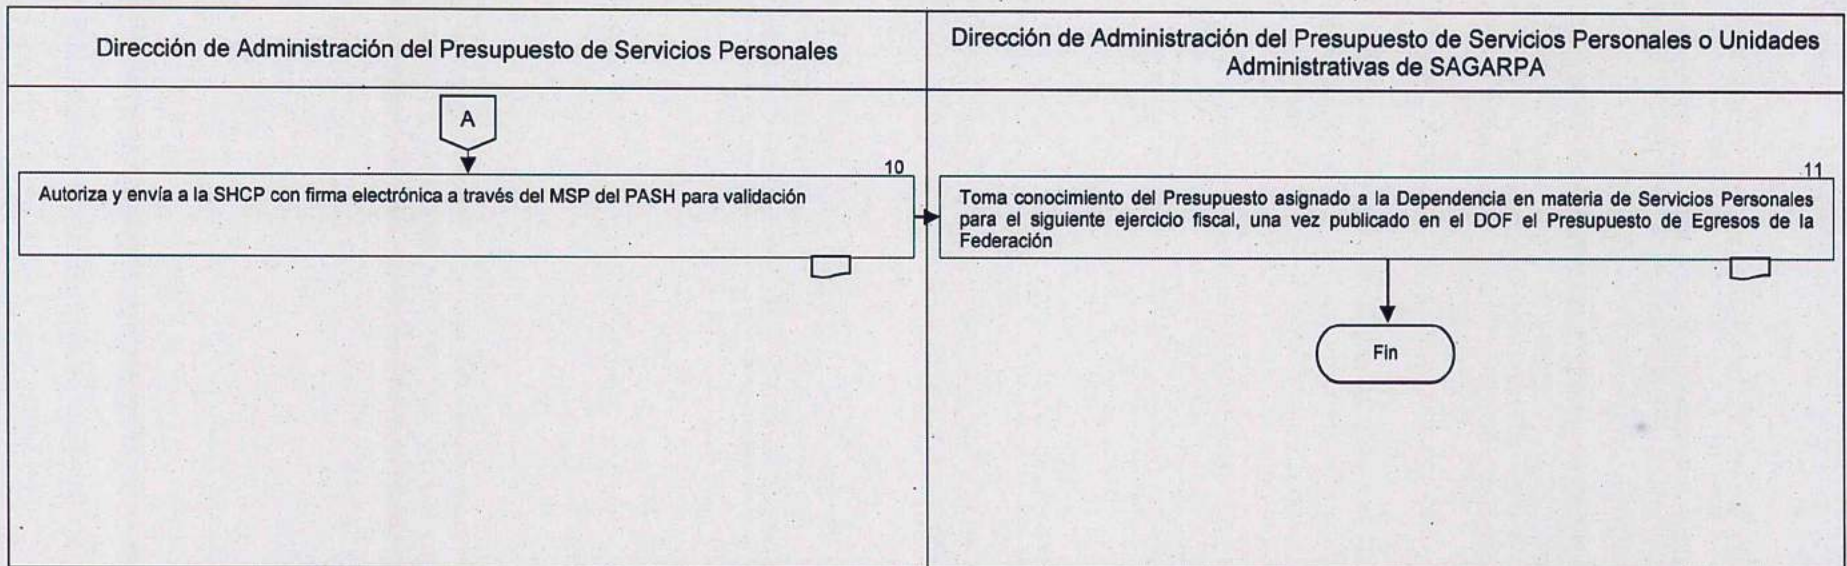 Dirección de Administración del Presupuesto de Servicios Personales
Dirección de Administración del Presupuesto de Servicios Personales o Unidades
Administrativas de SAGARPA
A
10
Autoriza y envía a la SHCP con firma electrónica a través del MSP del PASH para validación
11
Toma conocimiento del Presupuesto asignado a la Dependencia en materia de Servicios Personales
para el siguiente ejercicio fiscal, una vez publicado en el DOF el Presupuesto de Egresos de la
Federación
Fin